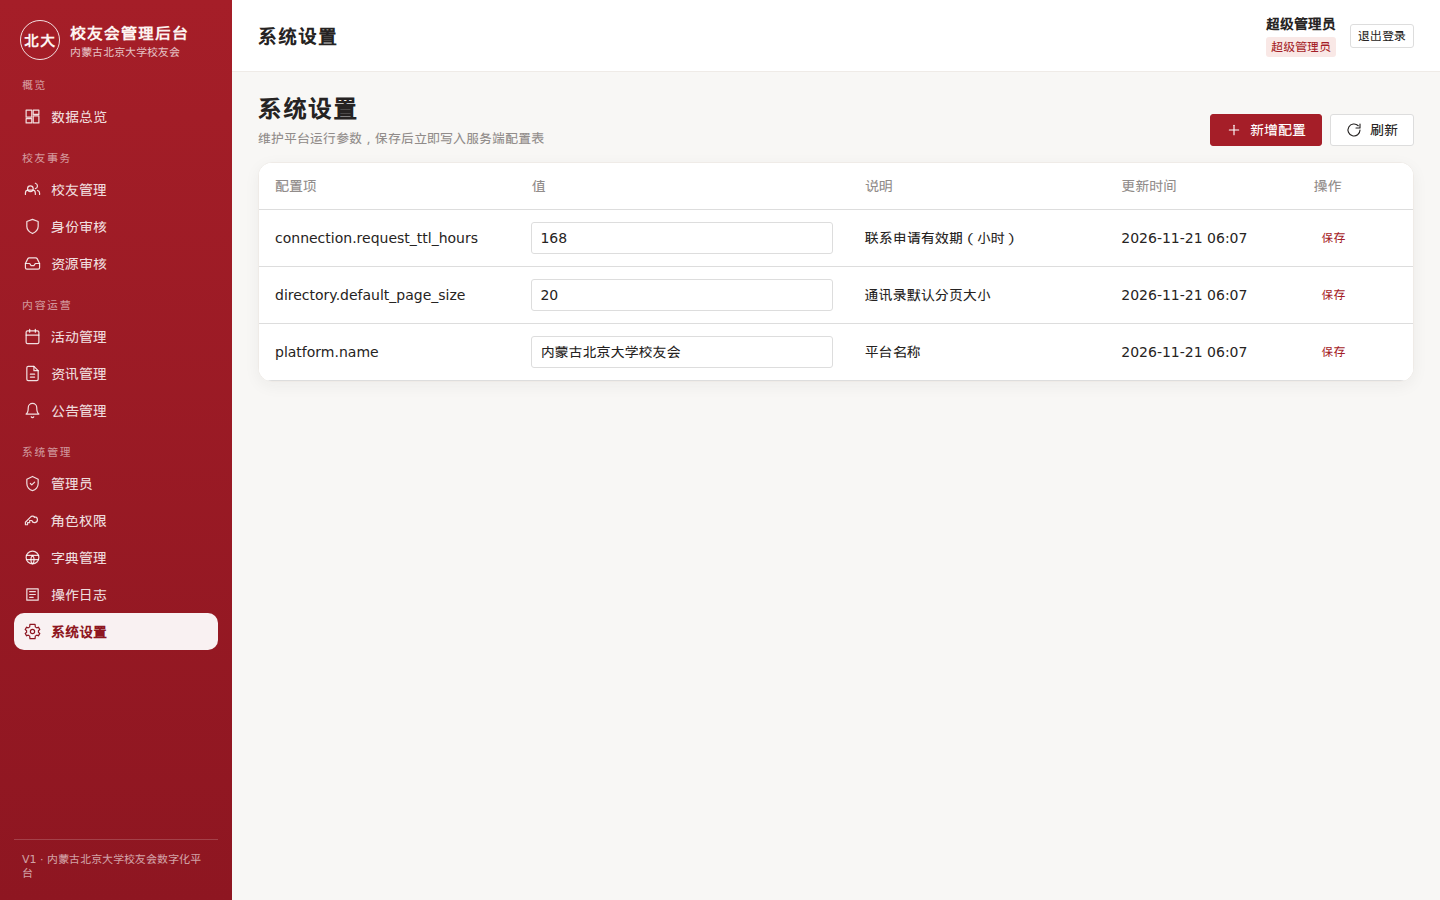 北大
校友会管理后台
内蒙古北京大学校友会
概览
数据总览
校友事务
校友管理
身份审核
资源审核
内容运营
活动管理
资讯管理
公告管理
系统管理
管理员
角色权限
字典管理
操作日志
系统设置
V1 · 内蒙古北京大学校友会数字化平
台
系统设置
超级管理员
超级管理员
退出登录
系统设置
维护平台运行参数，保存后立即写入服务端配置表
新增配置
刷新
配置项 值 说明 更新时间 操作
connection.request_ttl_hours 168 联系申请有效期（小时） 2026-11-21 06:07 保存
directory.default_page_size 20 通讯录默认分页大小 2026-11-21 06:07 保存
platform.name 内蒙古北京大学校友会 平台名称 2026-11-21 06:07 保存